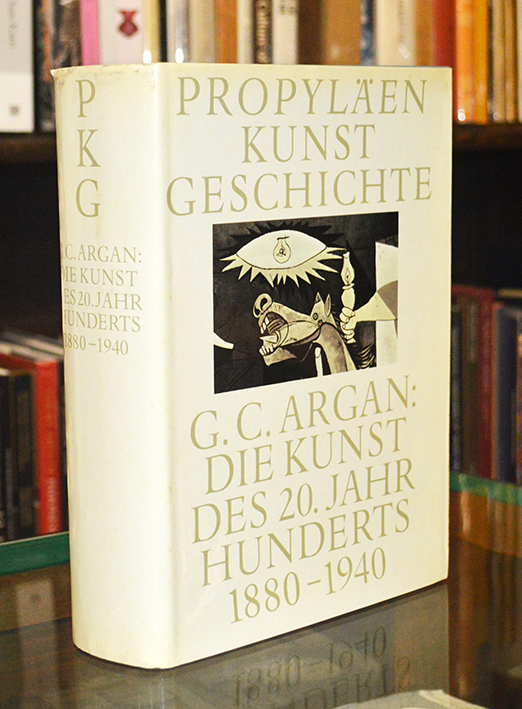 P
K
G
G.C. ARGAN:
DIE KUNST
DES 20. JAHR
HUNDERTS
1880–1940
PROPYLÄEN
KUNST
GESCHICHTE
G. C. ARGAN:
DIE KUNST
DES 20. JAHR
HUNDERTS
1880–1940